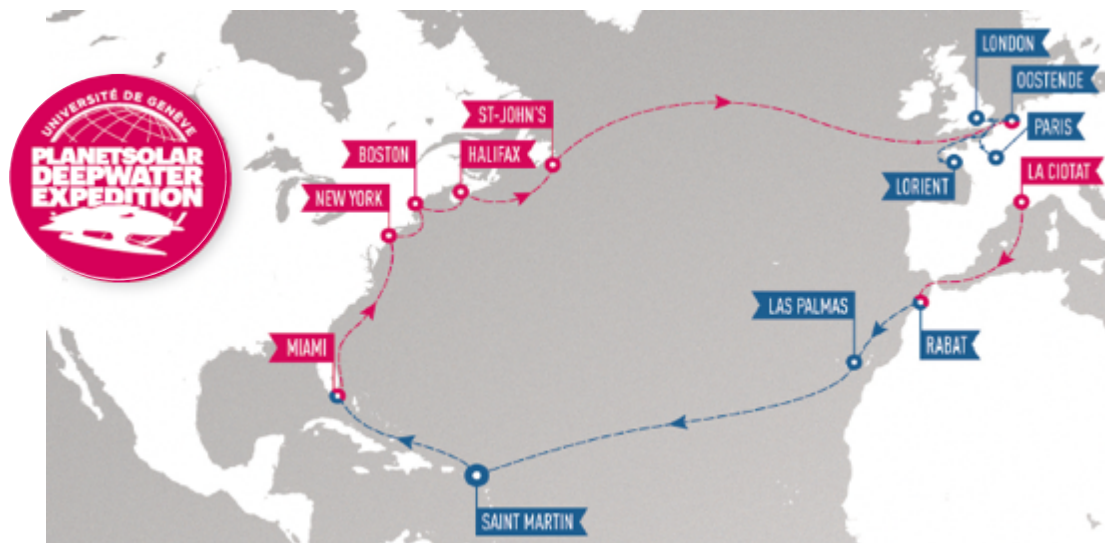 UNIVERSITÉ DE GENÈVE
PLANETSOLAR
DEEPWATER
EXPEDITION
LONDON
OOSTENDE
PARIS
LORIENT
LA CIOTAT
ST-JOHN'S
HALIFAX
BOSTON
NEW YORK
MIAMI
LAS PALMAS
RABAT
SAINT MARTIN